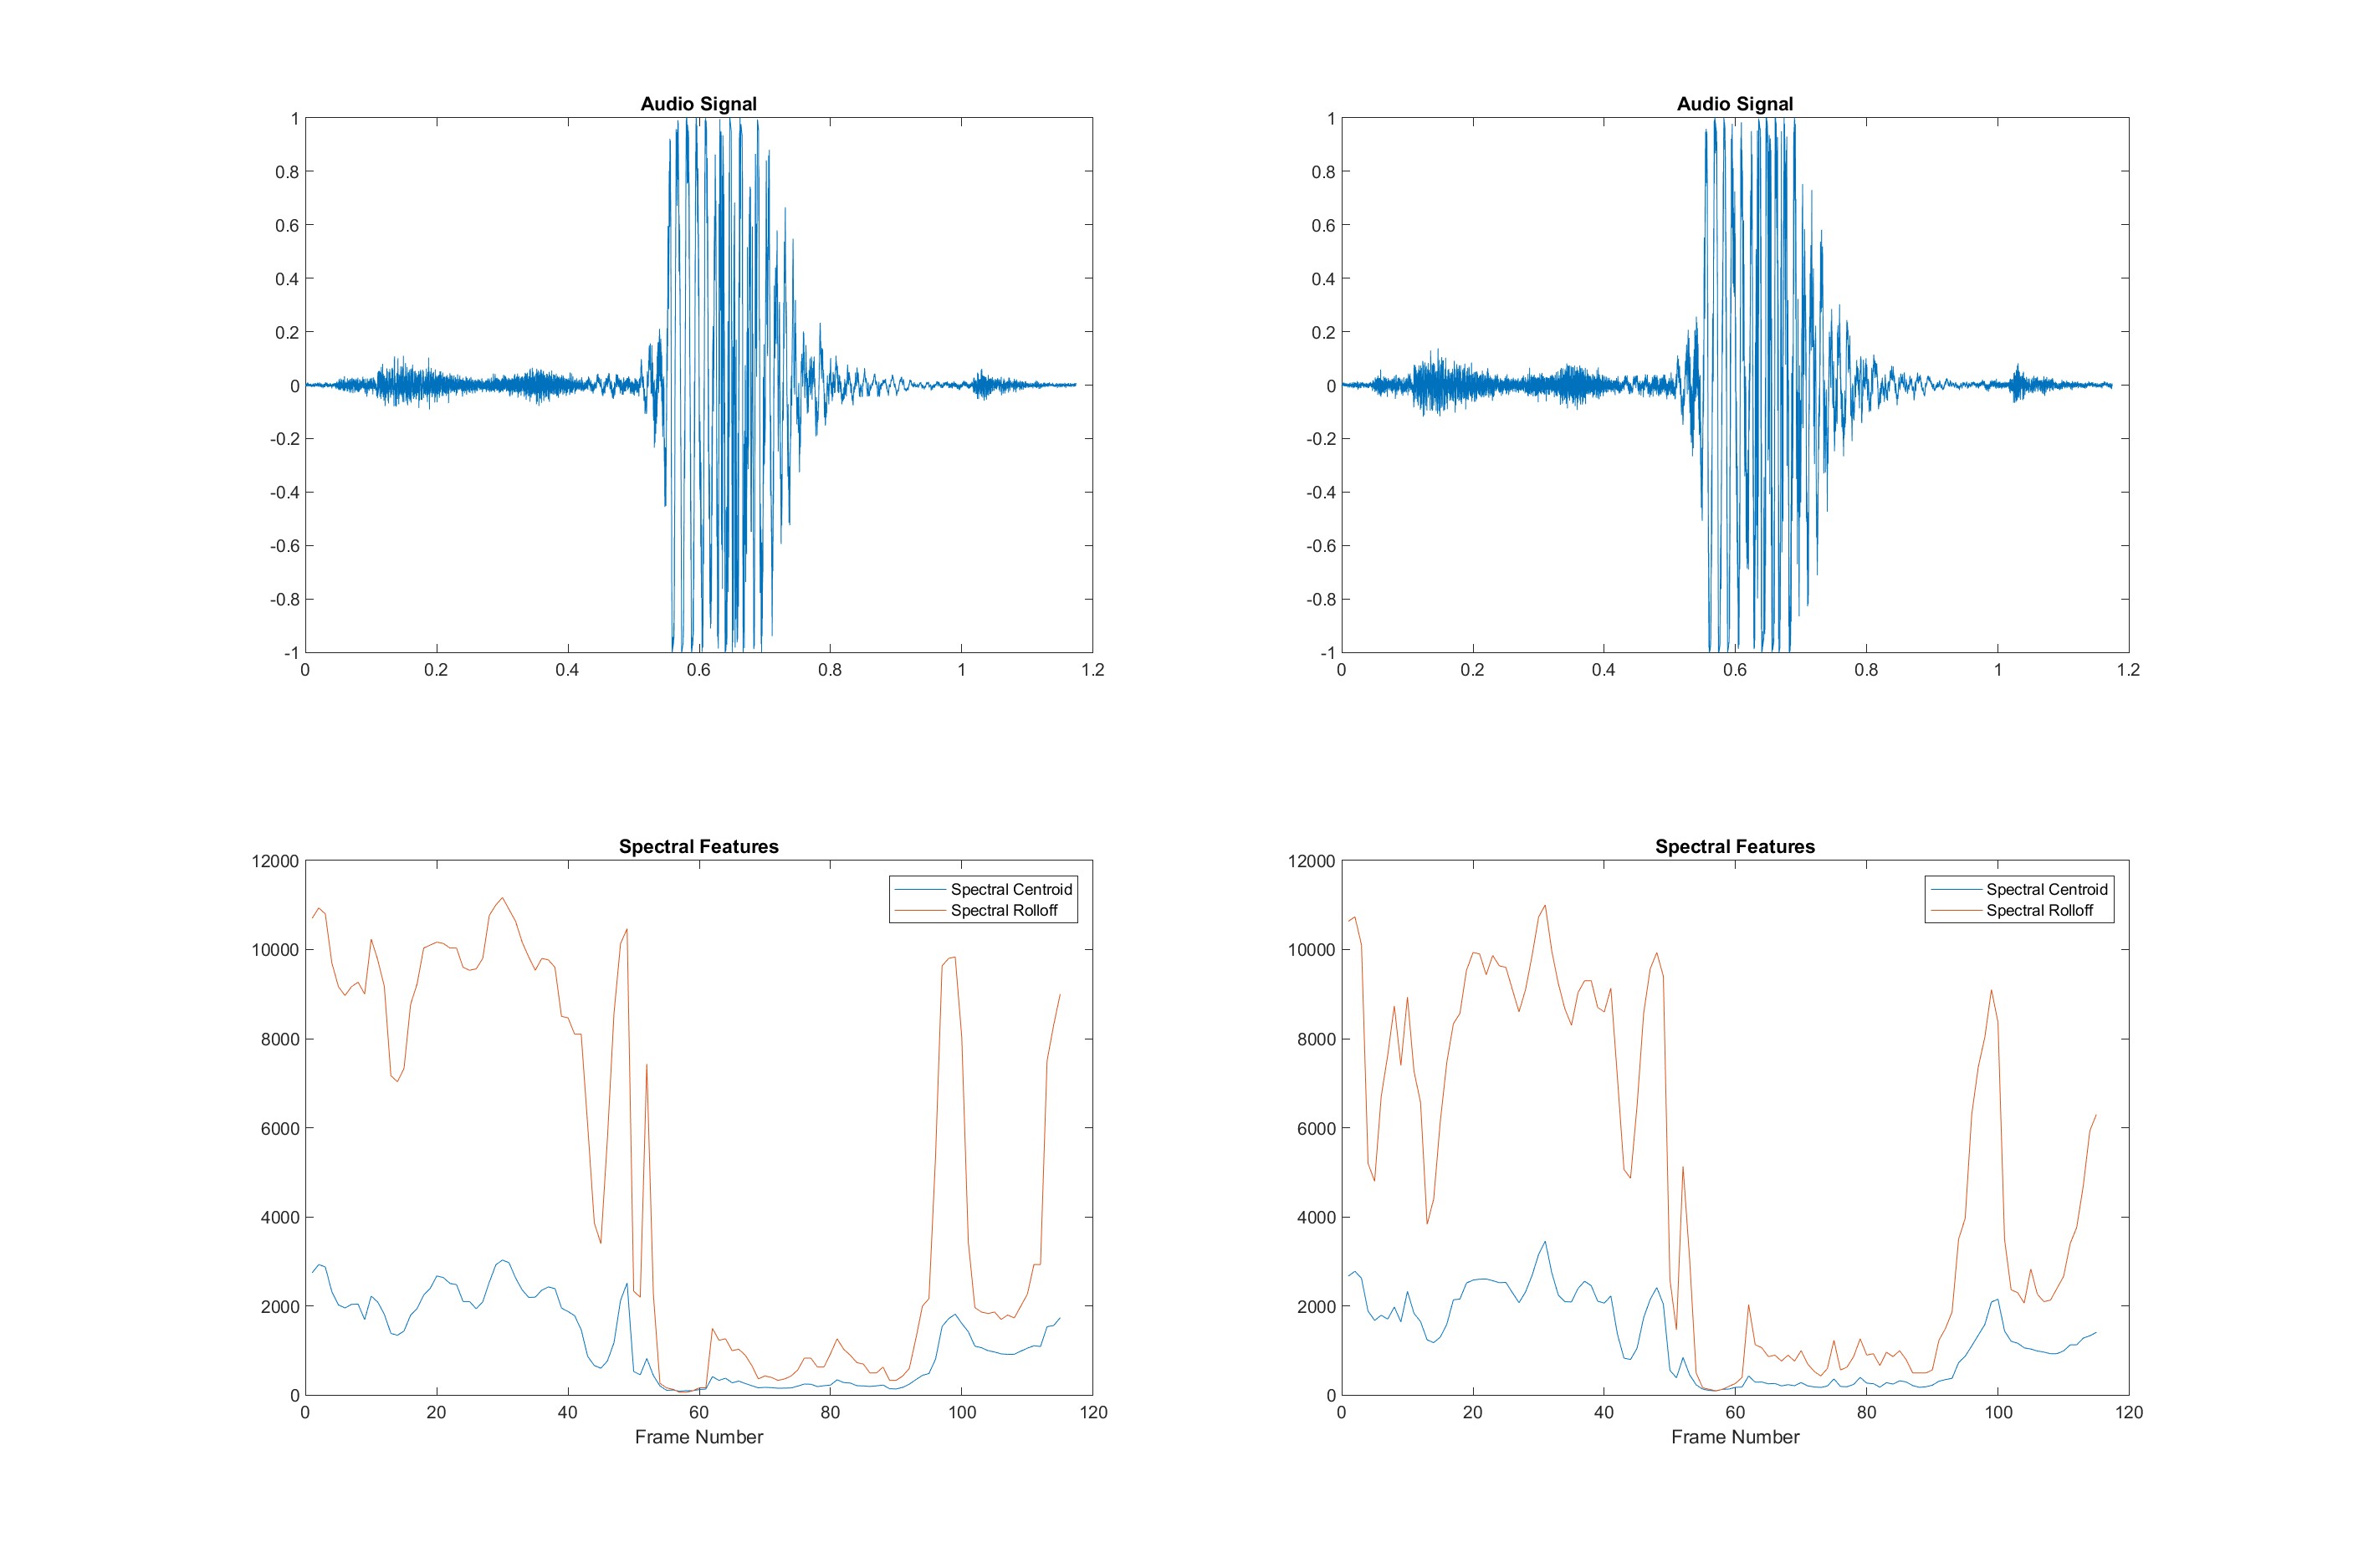 Audio Signal
1
0.8
0.6
0.4
0.2
0
-0.2
-0.4
-0.6
-0.8
-1
0 0.2 0.4 0.6 0.8 1 1.2
Audio Signal
1
0.8
0.6
0.4
0.2
0
-0.2
-0.4
-0.6
-0.8
-1
0 0.2 0.4 0.6 0.8 1 1.2
Spectral Features
12000
10000
8000
6000
4000
2000
0
Spectral Centroid
Spectral Rolloff
0 20 40 60 80 100 120
Frame Number
Spectral Features
12000
10000
8000
6000
4000
2000
0
Spectral Centroid
Spectral Rolloff
0 20 40 60 80 100 120
Frame Number